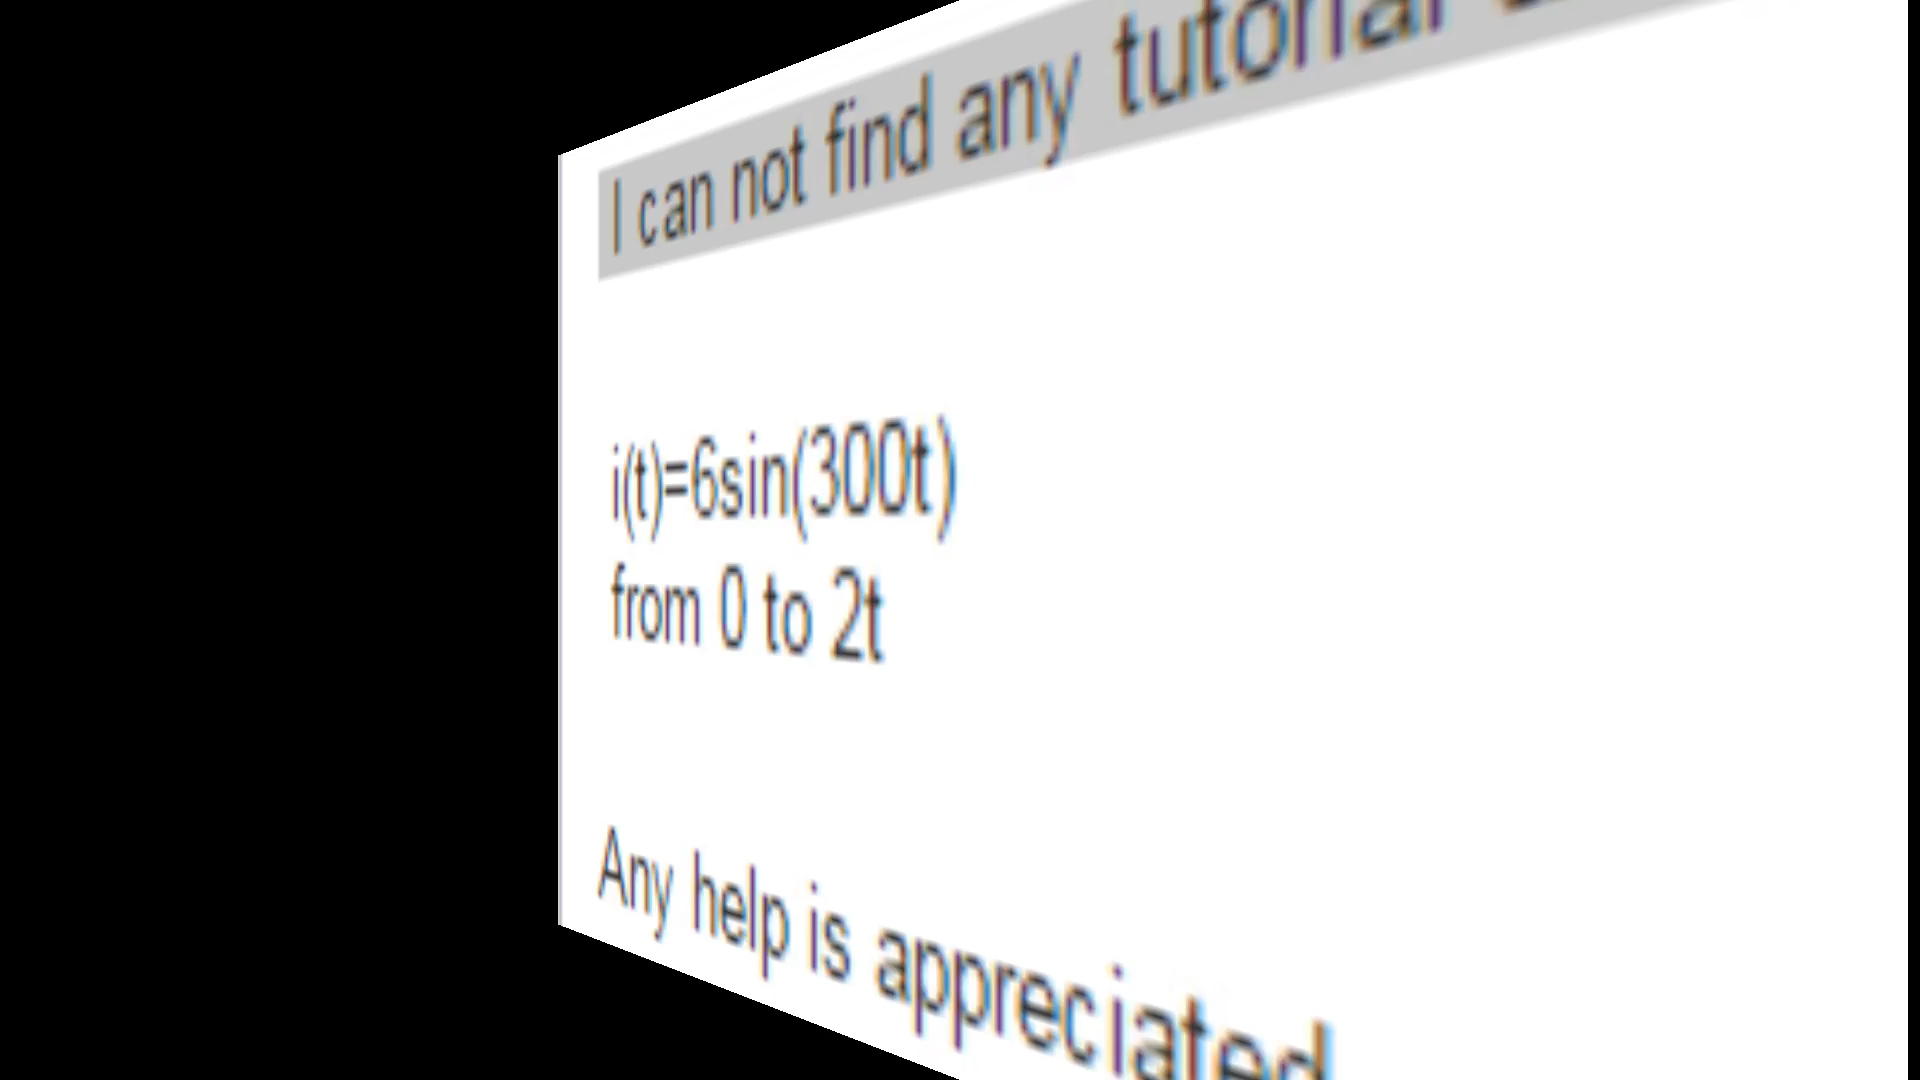 I can not find any tutorial
i(t)=6sin(300t)
from 0 to 2t
Any help is appreciated